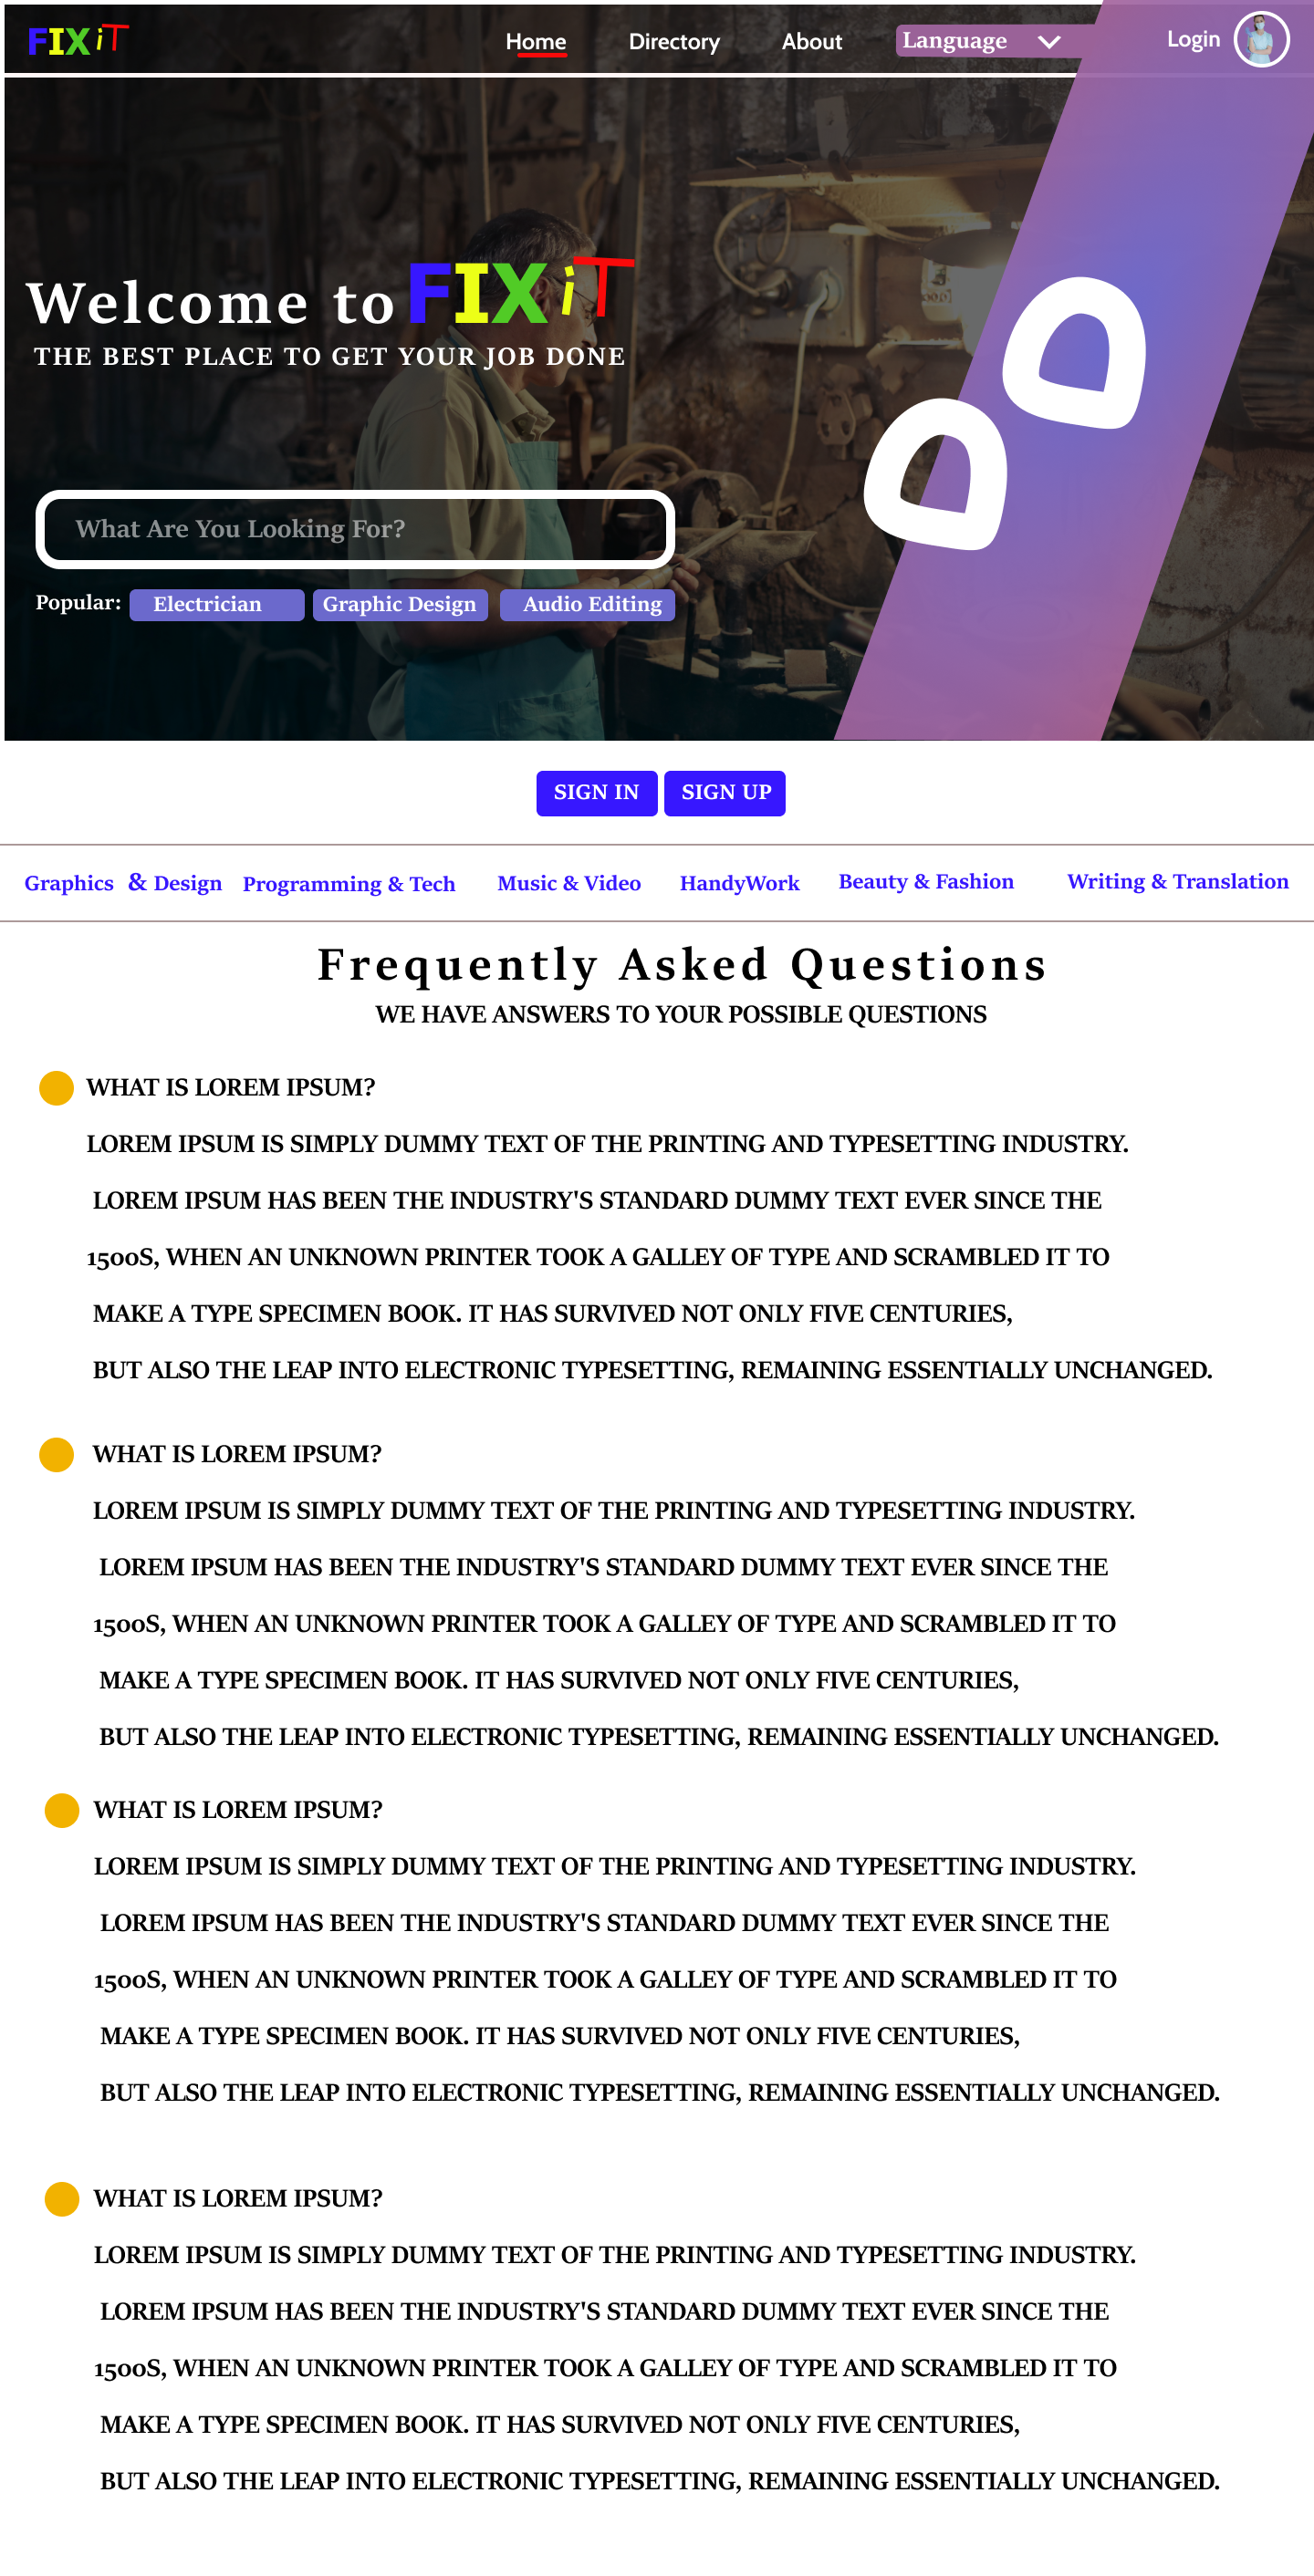 FIXiT
Home Directory About Language Login
Welcome to FIXiT
THE BEST PLACE TO GET YOUR JOB DONE
What Are You Looking For?
Popular: Electrician Graphic Design Audio Editing
SIGN IN SIGN UP
Graphics & Design Programming & Tech Music & Video HandyWork Beauty & Fashion Writing & Translation
Frequently Asked Questions
WE HAVE ANSWERS TO YOUR POSSIBLE QUESTIONS
WHAT IS LOREM IPSUM?
LOREM IPSUM IS SIMPLY DUMMY TEXT OF THE PRINTING AND TYPESETTING INDUSTRY.
LOREM IPSUM HAS BEEN THE INDUSTRY'S STANDARD DUMMY TEXT EVER SINCE THE
1500S, WHEN AN UNKNOWN PRINTER TOOK A GALLEY OF TYPE AND SCRAMBLED IT TO
MAKE A TYPE SPECIMEN BOOK. IT HAS SURVIVED NOT ONLY FIVE CENTURIES,
BUT ALSO THE LEAP INTO ELECTRONIC TYPESETTING, REMAINING ESSENTIALLY UNCHANGED.
WHAT IS LOREM IPSUM?
LOREM IPSUM IS SIMPLY DUMMY TEXT OF THE PRINTING AND TYPESETTING INDUSTRY.
LOREM IPSUM HAS BEEN THE INDUSTRY'S STANDARD DUMMY TEXT EVER SINCE THE
1500S, WHEN AN UNKNOWN PRINTER TOOK A GALLEY OF TYPE AND SCRAMBLED IT TO
MAKE A TYPE SPECIMEN BOOK. IT HAS SURVIVED NOT ONLY FIVE CENTURIES,
BUT ALSO THE LEAP INTO ELECTRONIC TYPESETTING, REMAINING ESSENTIALLY UNCHANGED.
WHAT IS LOREM IPSUM?
LOREM IPSUM IS SIMPLY DUMMY TEXT OF THE PRINTING AND TYPESETTING INDUSTRY.
LOREM IPSUM HAS BEEN THE INDUSTRY'S STANDARD DUMMY TEXT EVER SINCE THE
1500S, WHEN AN UNKNOWN PRINTER TOOK A GALLEY OF TYPE AND SCRAMBLED IT TO
MAKE A TYPE SPECIMEN BOOK. IT HAS SURVIVED NOT ONLY FIVE CENTURIES,
BUT ALSO THE LEAP INTO ELECTRONIC TYPESETTING, REMAINING ESSENTIALLY UNCHANGED.
WHAT IS LOREM IPSUM?
LOREM IPSUM IS SIMPLY DUMMY TEXT OF THE PRINTING AND TYPESETTING INDUSTRY.
LOREM IPSUM HAS BEEN THE INDUSTRY'S STANDARD DUMMY TEXT EVER SINCE THE
1500S, WHEN AN UNKNOWN PRINTER TOOK A GALLEY OF TYPE AND SCRAMBLED IT TO
MAKE A TYPE SPECIMEN BOOK. IT HAS SURVIVED NOT ONLY FIVE CENTURIES,
BUT ALSO THE LEAP INTO ELECTRONIC TYPESETTING, REMAINING ESSENTIALLY UNCHANGED.